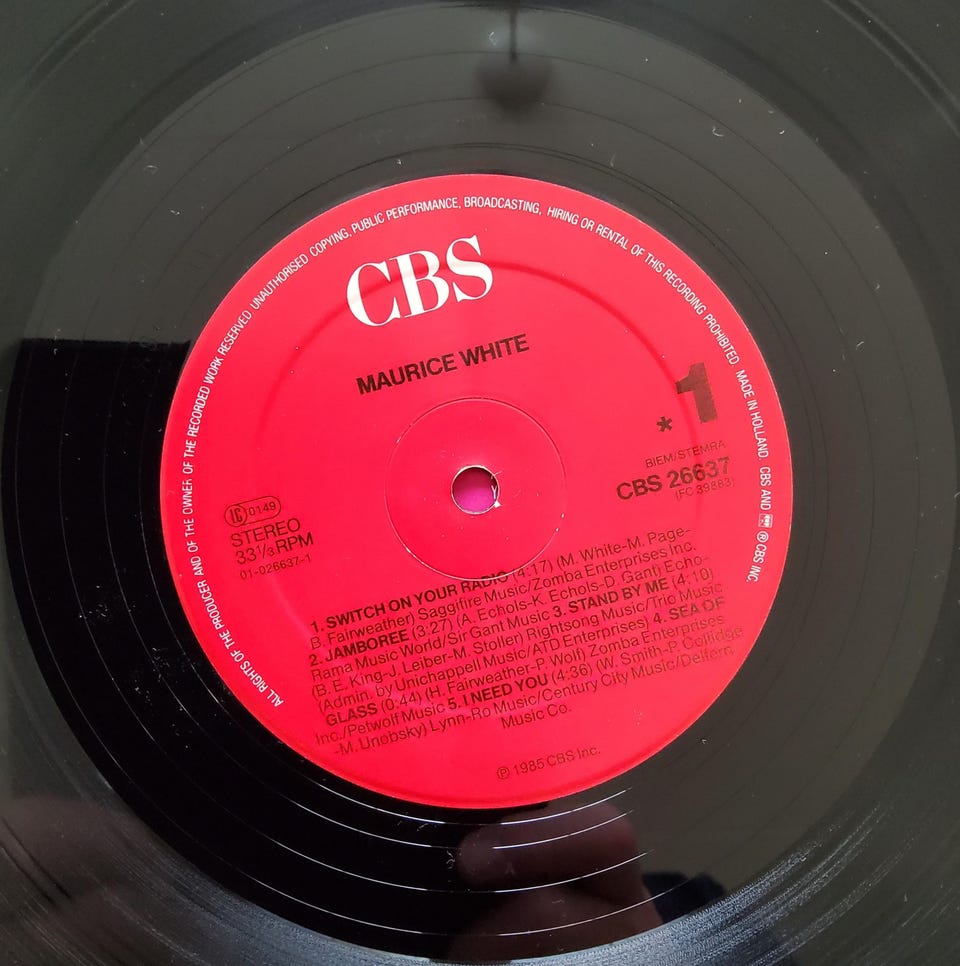 ALL RIGHTS OF THE PRODUCER AND OF THE OWNER OF THE RECORDED WORK RESERVED UNAUTHORISED COPYING, PUBLIC PERFORMANCE, BROADCASTING, HIRING OR RENTAL OF THIS RECORDING PROHIBITED MADE IN HOLLAND. CBS AND ℗ CBS INC.
CBS
MAURICE WHITE
* 1
BIEM/STEMRA
CBS 26637
(FC 39883)
LC 0149
STEREO
33⅓ RPM
01-026637-1
1. SWITCH ON YOUR RADIO (4:17) (M. White-M. Page-
B. Fairweather) Saggifire Music/Zomba Enterprises Inc.
2. JAMBOREE (3:27) (A. Echols-K. Echols-D. Gant) Echo-
Rama Music World/Sir Gant Music 3. STAND BY ME (4:10)
(B. E. King-J. Leiber-M. Stoller) Rightsong Music/Trio Music
(Admin. by Unichappell Music/ATD Enterprises) 4. SEA OF
GLASS (0:44) (H. Fairweather-P. Wolf) Zomba Enterprises
Inc./Petwolf Music 5. I NEED YOU (4:36) (W. Smith-P. Collidge
-M. Unobsky) Lynn-Ro Music/Century City Music/Delfern
Music Co.
℗ 1985 CBS Inc.